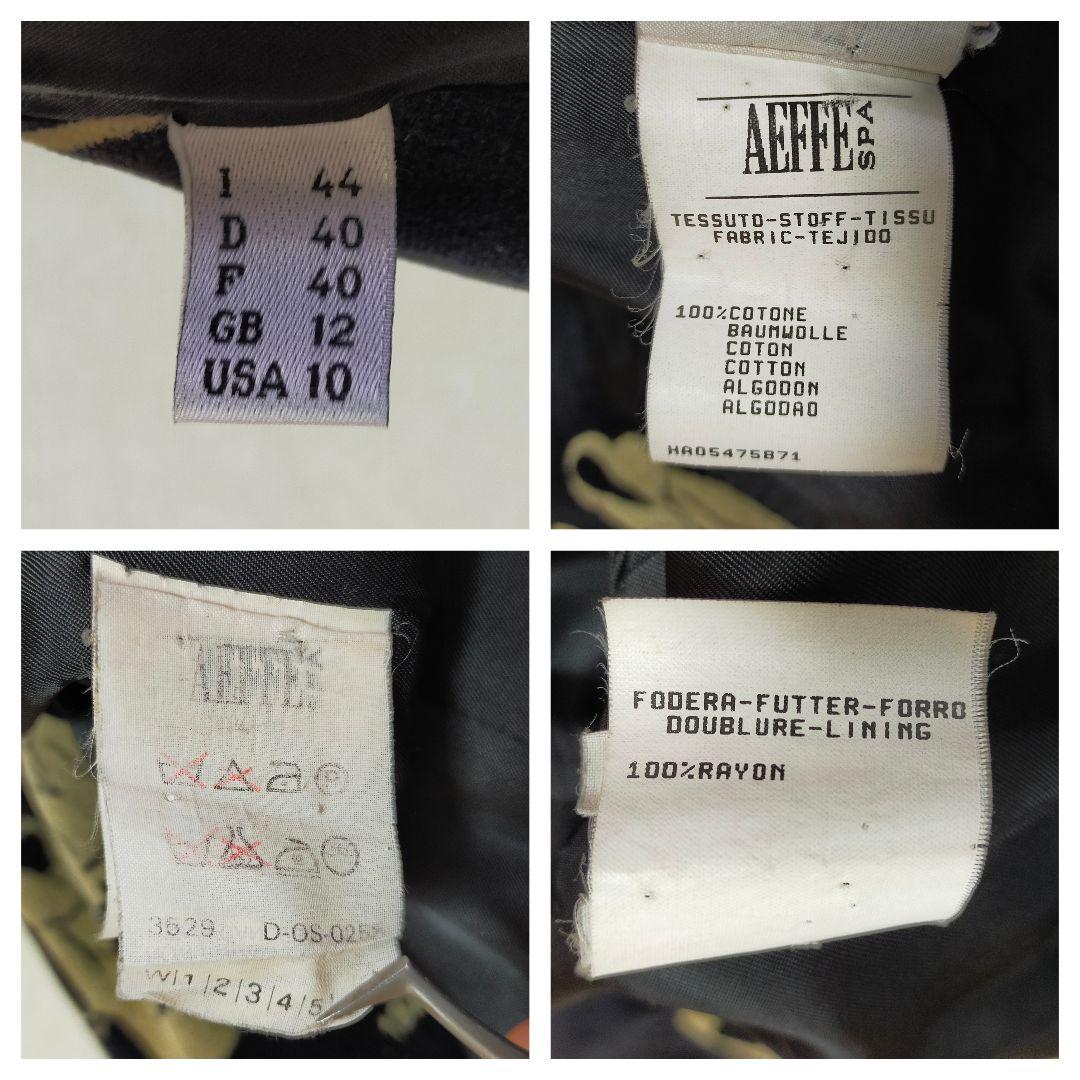 I 44
D 40
F 40
GB 12
USA 10
AEFFE SPA
TESSUTO-STOFF-TISSU
FABRIC-TEJIDO
100%COTONE
BAUMWOLLE
COTON
COTTON
ALGODON
ALGODAO
HA05475871
AEFFE
P
3629 D-OS-025
W|1|2|3|4|5
FODERA-FUTTER-FORRO
DOUBLURE-LINING
100%RAYON